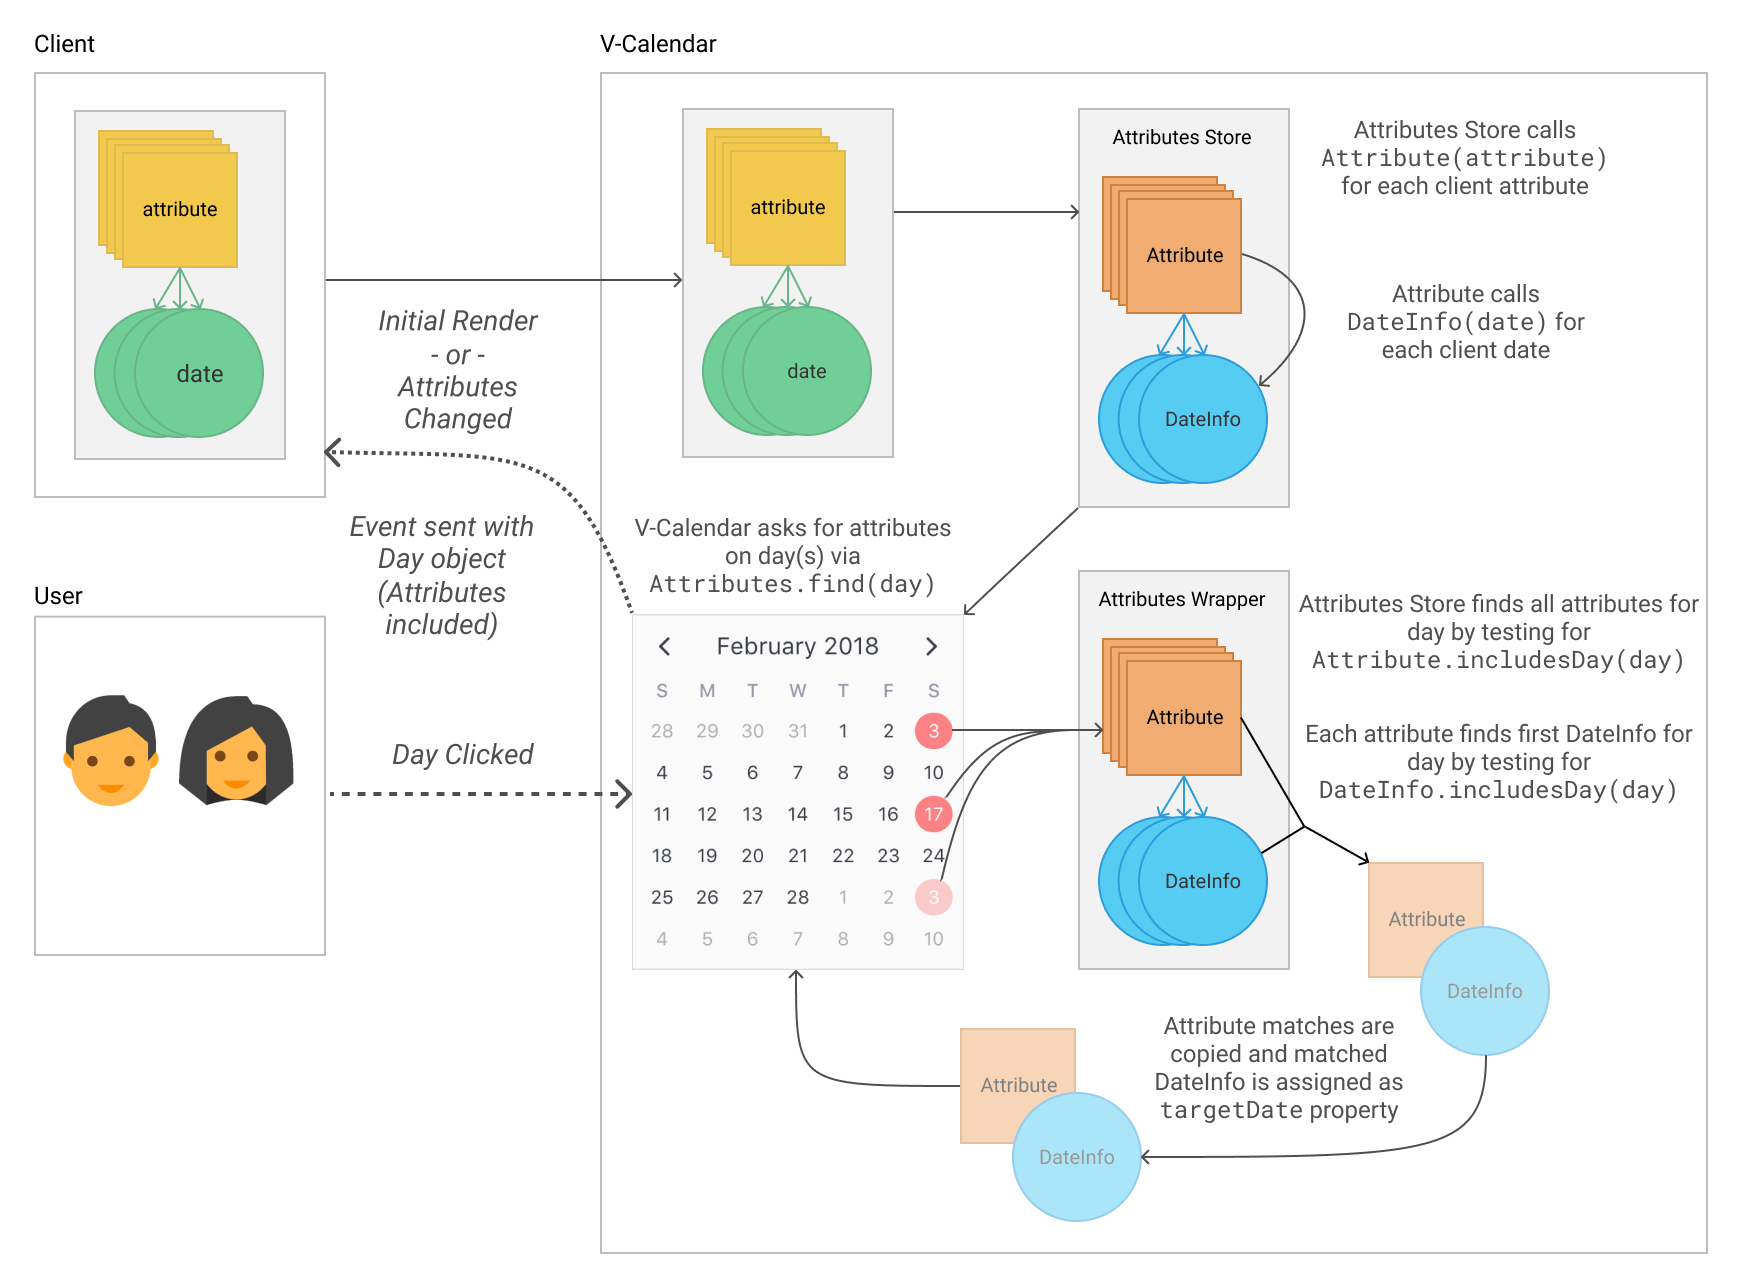 Client
V-Calendar
attribute
date
Initial Render
- or -
Attributes
Changed
attribute
date
Attributes Store
Attribute
DateInfo
Attributes Store calls
Attribute(attribute)
for each client attribute
Attribute calls
DateInfo(date) for
each client date
Event sent with
Day object
(Attributes
included)
V-Calendar asks for attributes
on day(s) via
Attributes.find(day)
User
Day Clicked
February 2018
S M T W T F S
28 29 30 31 1 2 3
4 5 6 7 8 9 10
11 12 13 14 15 16 17
18 19 20 21 22 23 24
25 26 27 28 1 2 3
4 5 6 7 8 9 10
Attributes Wrapper
Attribute
DateInfo
Attributes Store finds all attributes for
day by testing for
Attribute.includesDay(day)
Each attribute finds first DateInfo for
day by testing for
DateInfo.includesDay(day)
Attribute
DateInfo
Attribute matches are
copied and matched
DateInfo is assigned as
targetDate property
Attribute
DateInfo